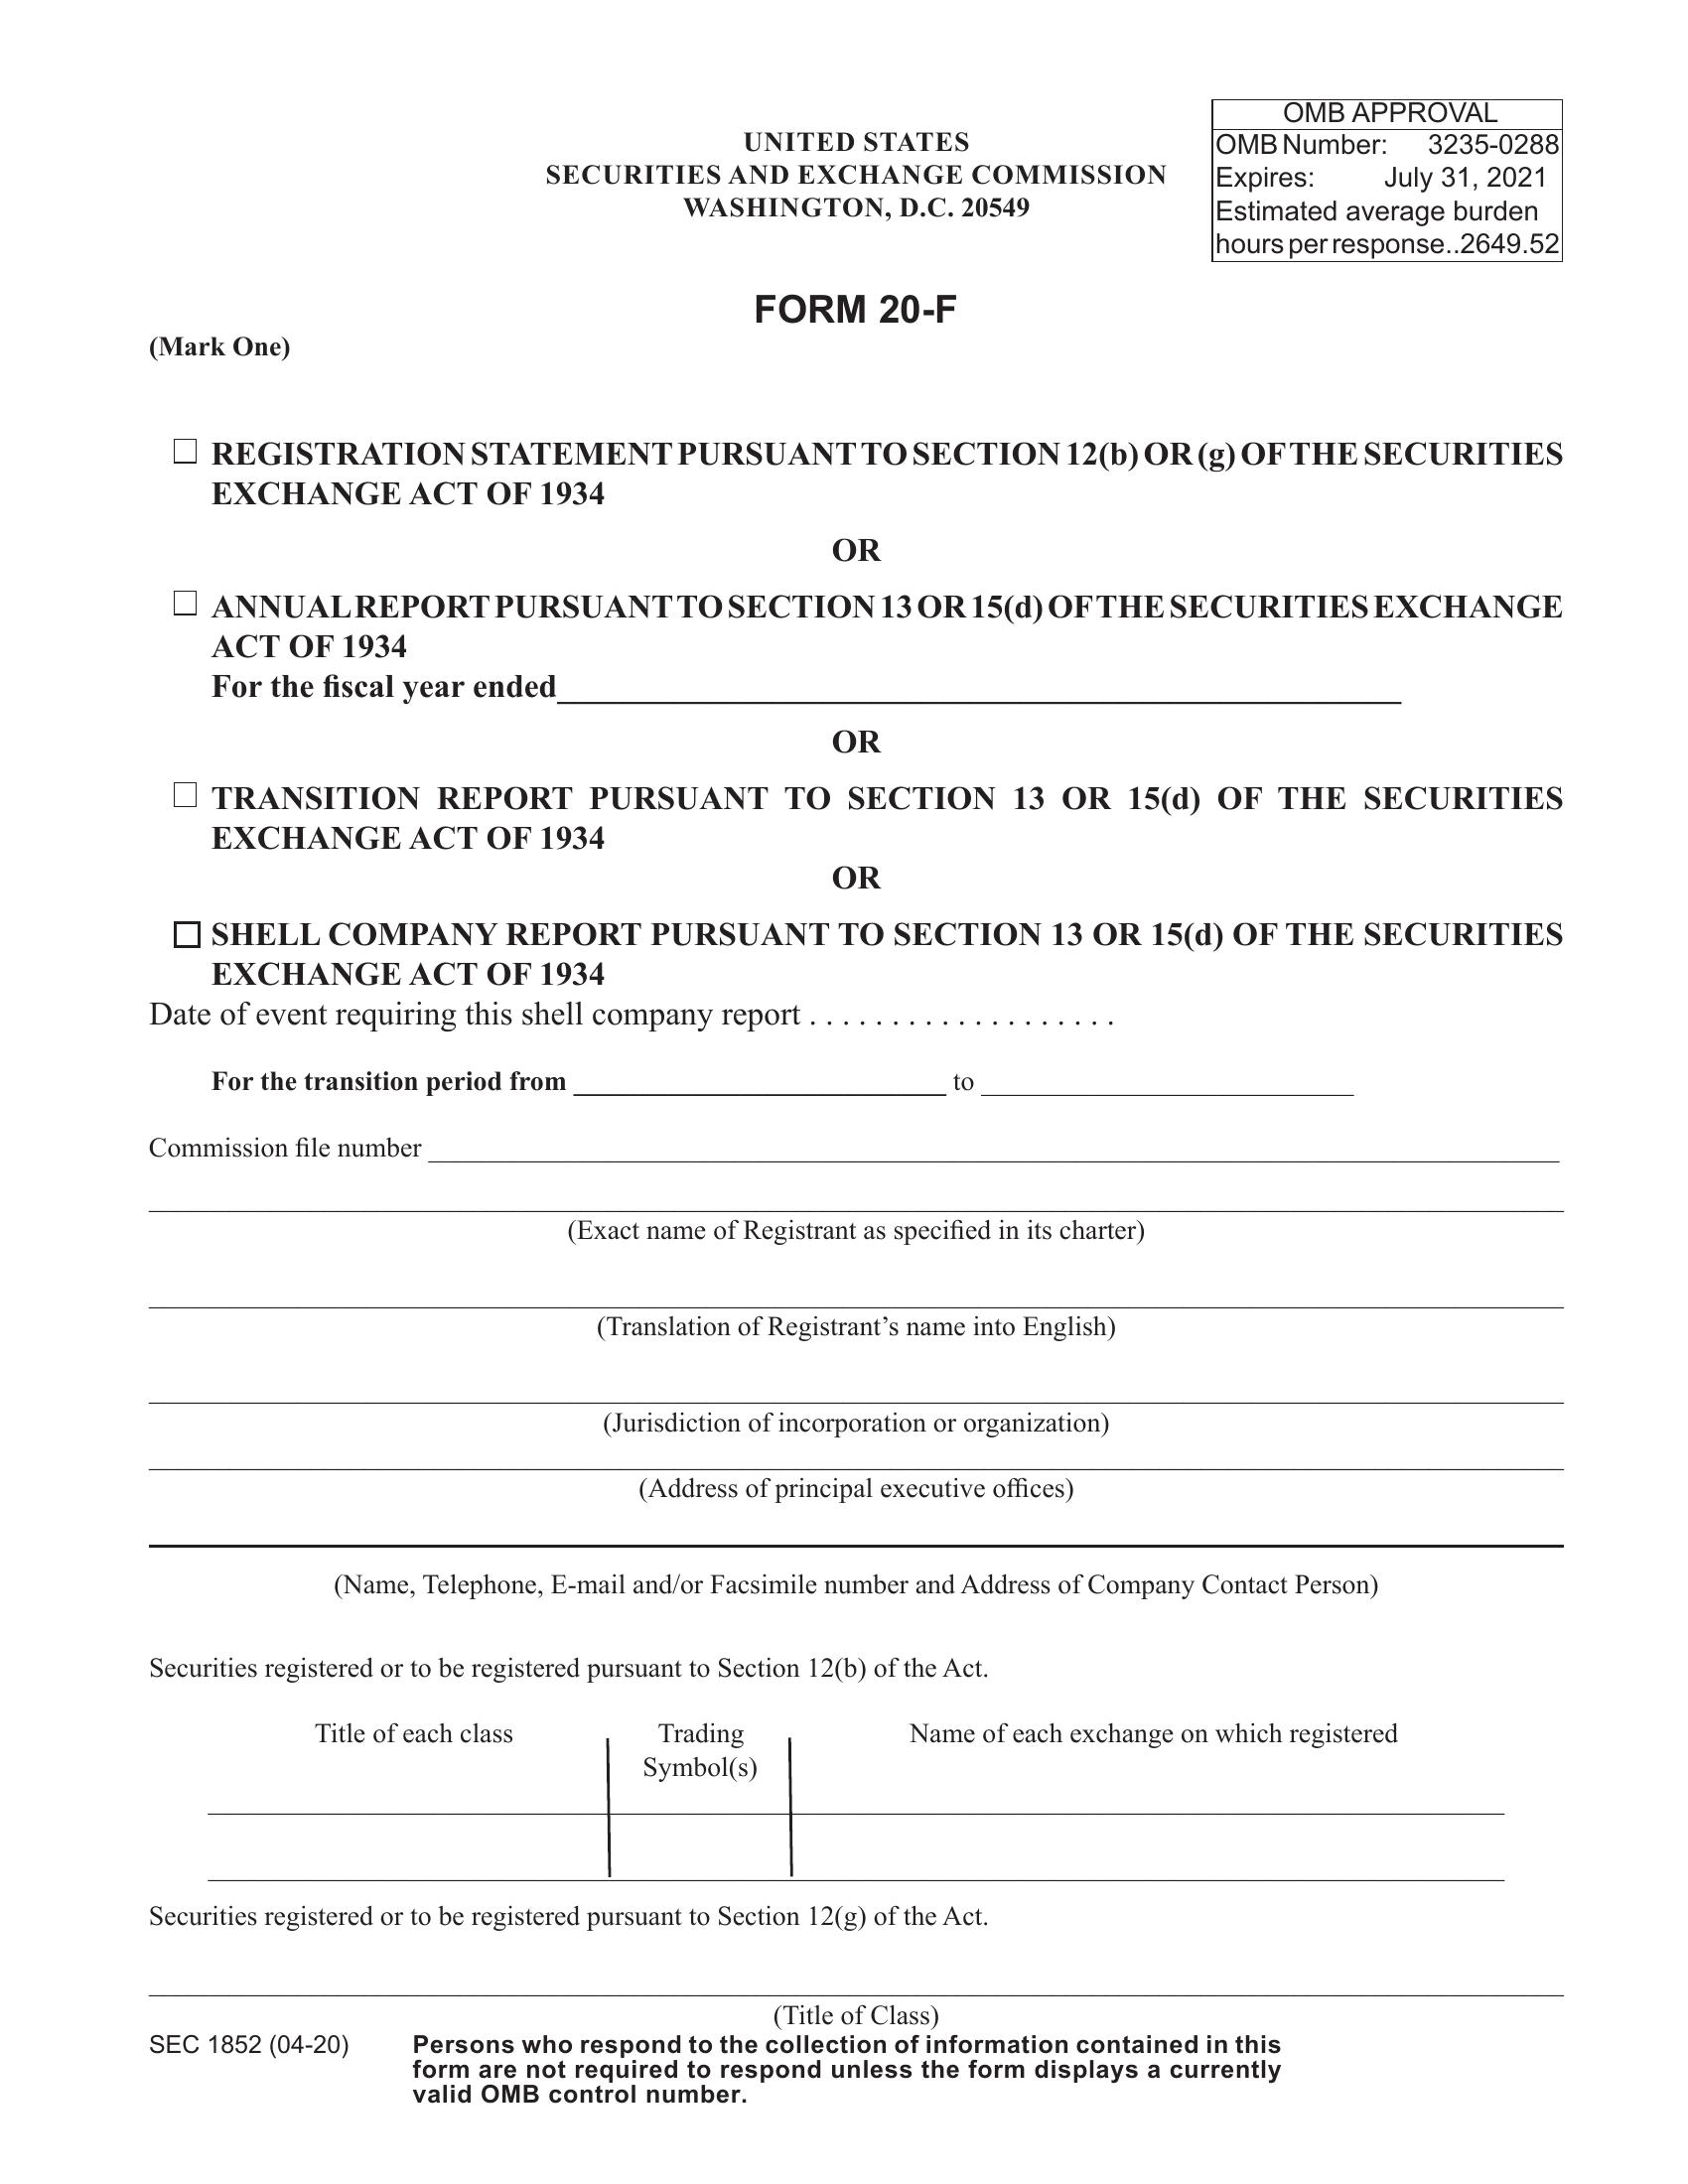 UNITED STATES
SECURITIES AND EXCHANGE COMMISSION
WASHINGTON, D.C. 20549
OMB APPROVAL
OMB Number: 3235-0288
Expires: July 31, 2021
Estimated average burden
hours per response..2649.52
FORM 20-F
(Mark One)
☐ REGISTRATION STATEMENT PURSUANT TO SECTION 12(b) OR (g) OF THE SECURITIES
EXCHANGE ACT OF 1934
OR
☐ ANNUAL REPORT PURSUANT TO SECTION 13 OR 15(d) OF THE SECURITIES EXCHANGE
ACT OF 1934
For the fiscal year ended
OR
☐ TRANSITION REPORT PURSUANT TO SECTION 13 OR 15(d) OF THE SECURITIES
EXCHANGE ACT OF 1934
OR
☐ SHELL COMPANY REPORT PURSUANT TO SECTION 13 OR 15(d) OF THE SECURITIES
EXCHANGE ACT OF 1934
Date of event requiring this shell company report . . . . . . . . . . . . . . . . . . .
For the transition period from to
Commission file number
(Exact name of Registrant as specified in its charter)
(Translation of Registrant’s name into English)
(Jurisdiction of incorporation or organization)
(Address of principal executive offices)
(Name, Telephone, E-mail and/or Facsimile number and Address of Company Contact Person)
Securities registered or to be registered pursuant to Section 12(b) of the Act.
Title of each class Trading Name of each exchange on which registered
Symbol(s)
Securities registered or to be registered pursuant to Section 12(g) of the Act.
(Title of Class)
SEC 1852 (04-20) Persons who respond to the collection of information contained in this
form are not required to respond unless the form displays a currently
valid OMB control number.